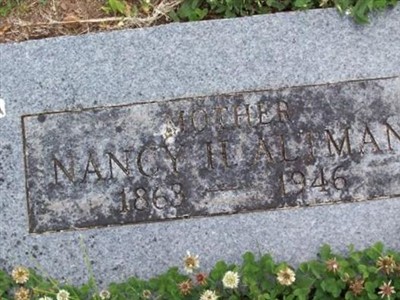 MOTHER
NANCY H. ALTMAN
1863 — 1946